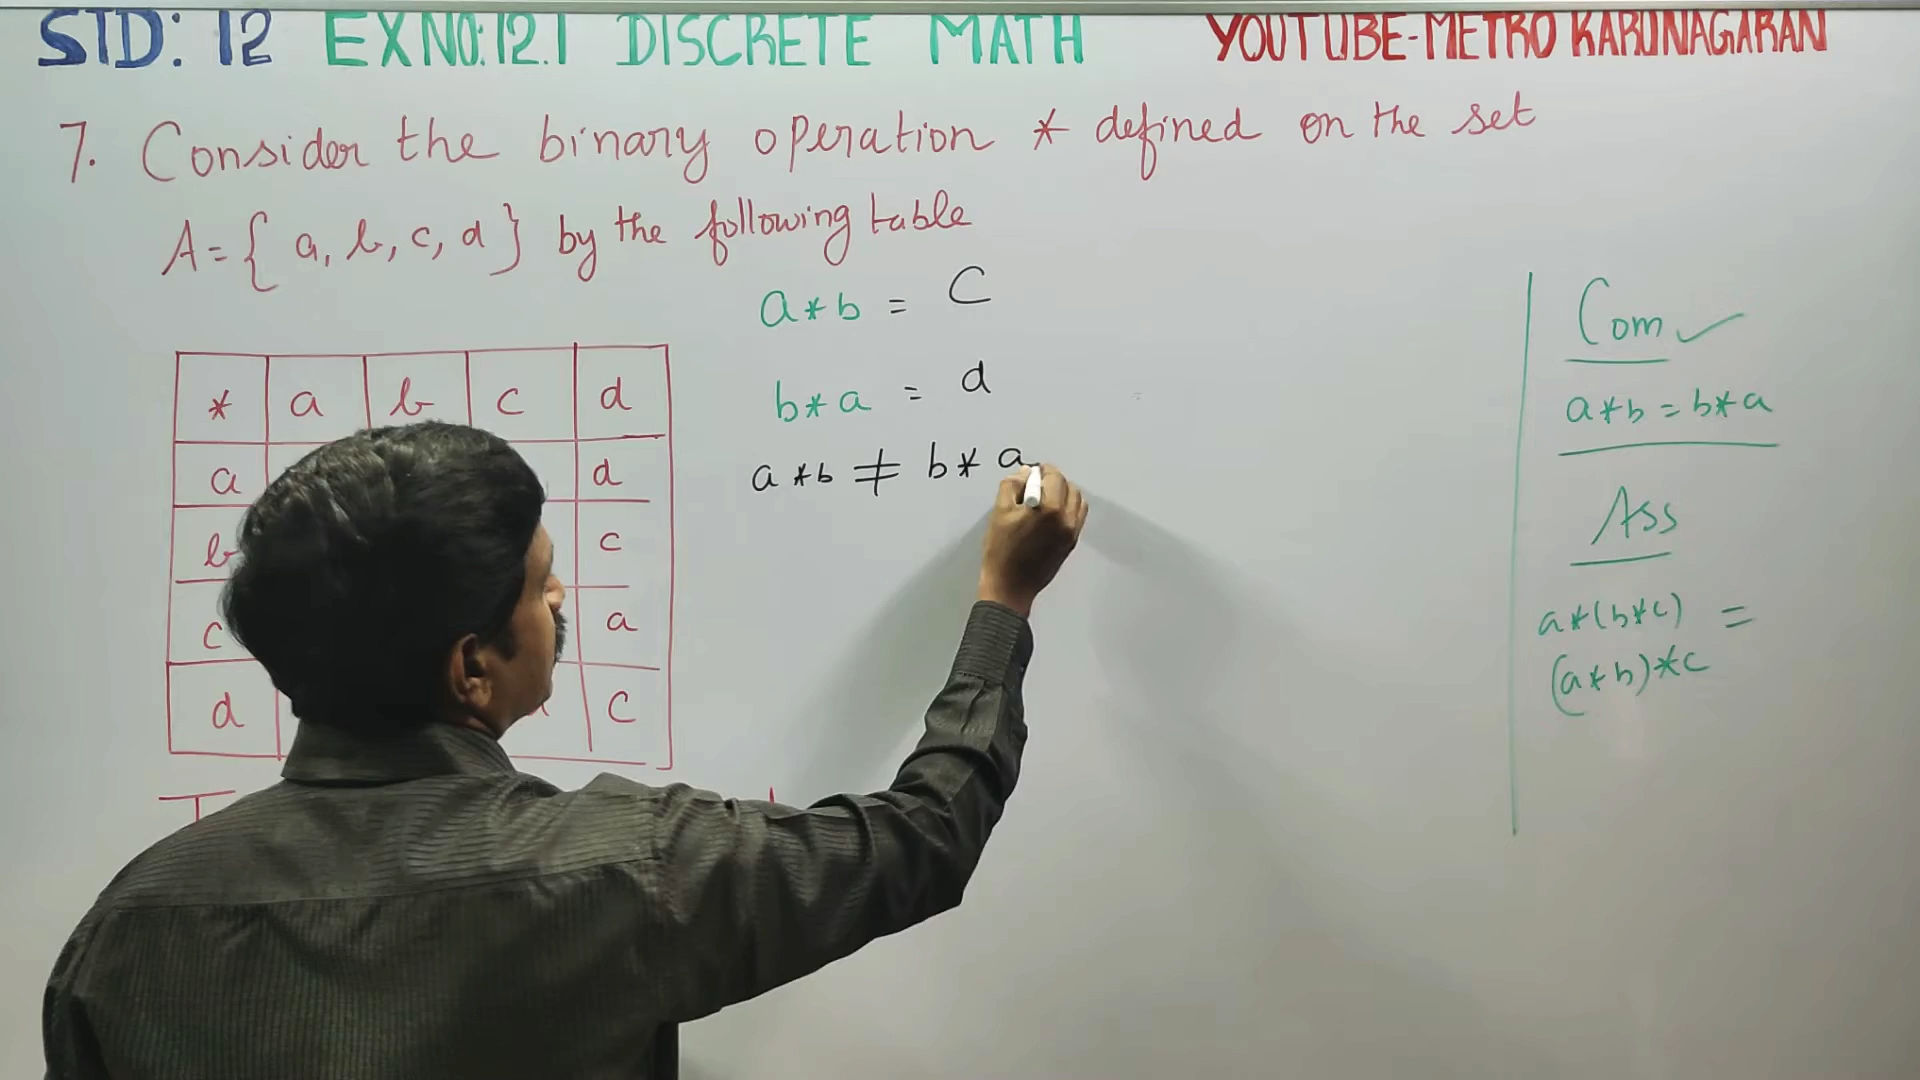 STD: 12 EX NO: 12.1 DISCRETE MATH YOUTUBE-METRO KARUNAGARAN
7. Consider the binary operation * defined on the set
A = { a, b, c, d } by the following table
a * b = c
b * a = d
a * b ≠ b * a
* a b c d
a d
b c
c a
d c
Com ✓
a * b = b * a
Ass
a * (b * c) =
(a * b) * c